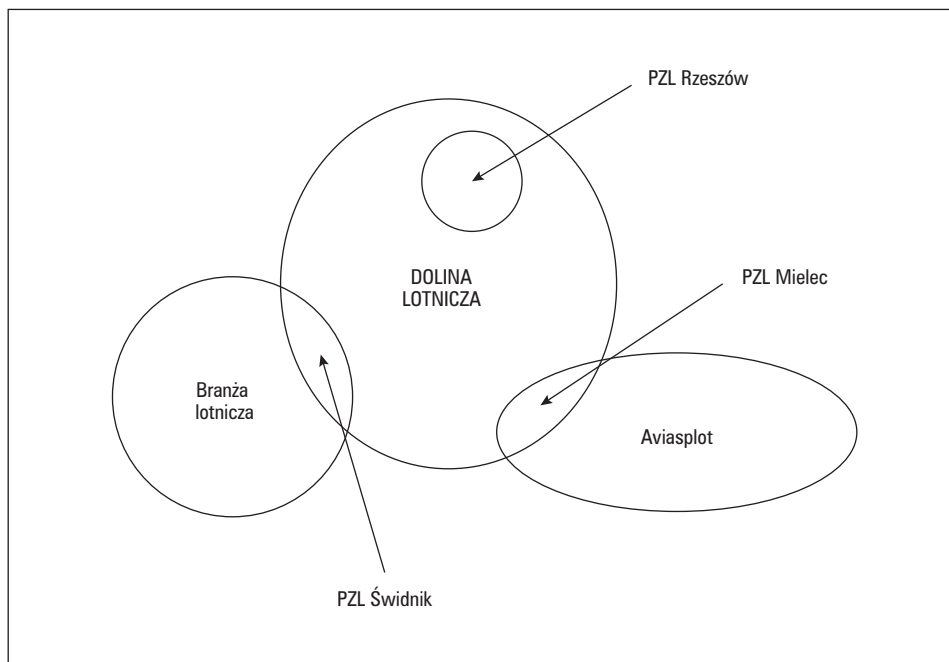 PZL Rzeszów
DOLINA
LOTNICZA
PZL Mielec
Branża
lotnicza
Aviasplot
PZL Świdnik